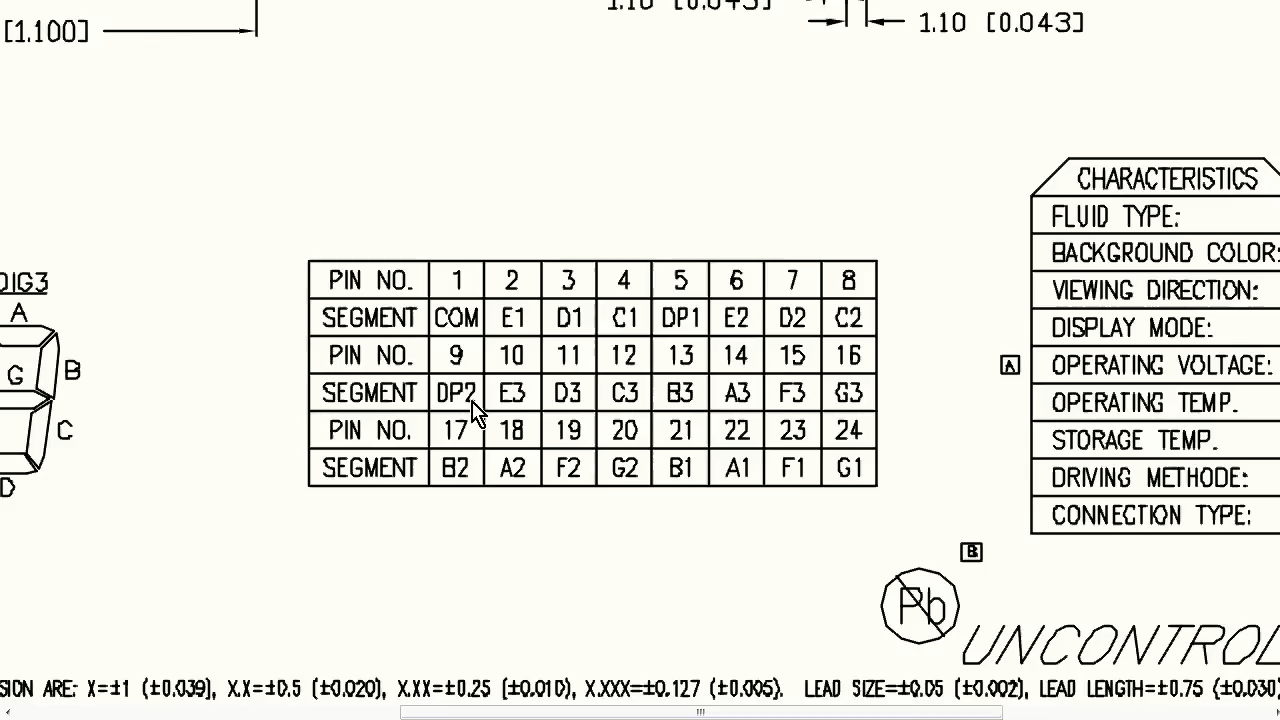 [1.100]
1.10 [0.043]
1.10 [0.043]
DIG3
A
G B
C
D
PIN NO. 1 2 3 4 5 6 7 8
SEGMENT COM E1 D1 C1 DP1 E2 D2 C2
PIN NO. 9 10 11 12 13 14 15 16
SEGMENT DP2 E3 D3 C3 B3 A3 F3 G3
PIN NO. 17 18 19 20 21 22 23 24
SEGMENT B2 A2 F2 G2 B1 A1 F1 G1
CHARACTERISTICS
FLUID TYPE:
BACKGROUND COLOR:
VIEWING DIRECTION:
DISPLAY MODE:
A OPERATING VOLTAGE:
OPERATING TEMP.
STORAGE TEMP.
DRIVING METHODE:
CONNECTION TYPE:
B
Pb
UNCONTROL
SION ARE: X=±1 (±0.039), X.X=±0.5 (±0.020), X.XX=±0.25 (±0.010), X.XXX=±0.127 (±0.005). LEAD SIZE=±0.05 (±0.002), LEAD LENGTH=±0.75 (±0.030)